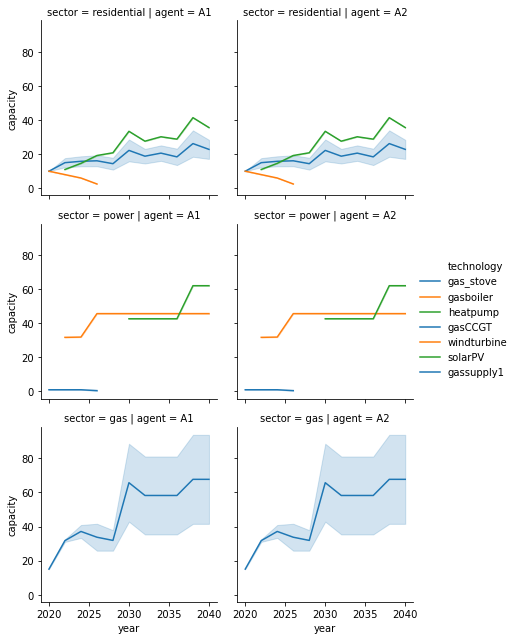 sector = residential | agent = A1
sector = residential | agent = A2
capacity
80
60
40
20
0
sector = power | agent = A1
sector = power | agent = A2
capacity
80
60
40
20
0
technology
gas_stove
gasboiler
heatpump
gasCCGT
windturbine
solarPV
gassupply1
sector = gas | agent = A1
sector = gas | agent = A2
capacity
80
60
40
20
0
2020 2025 2030 2035 2040
2020 2025 2030 2035 2040
year
year